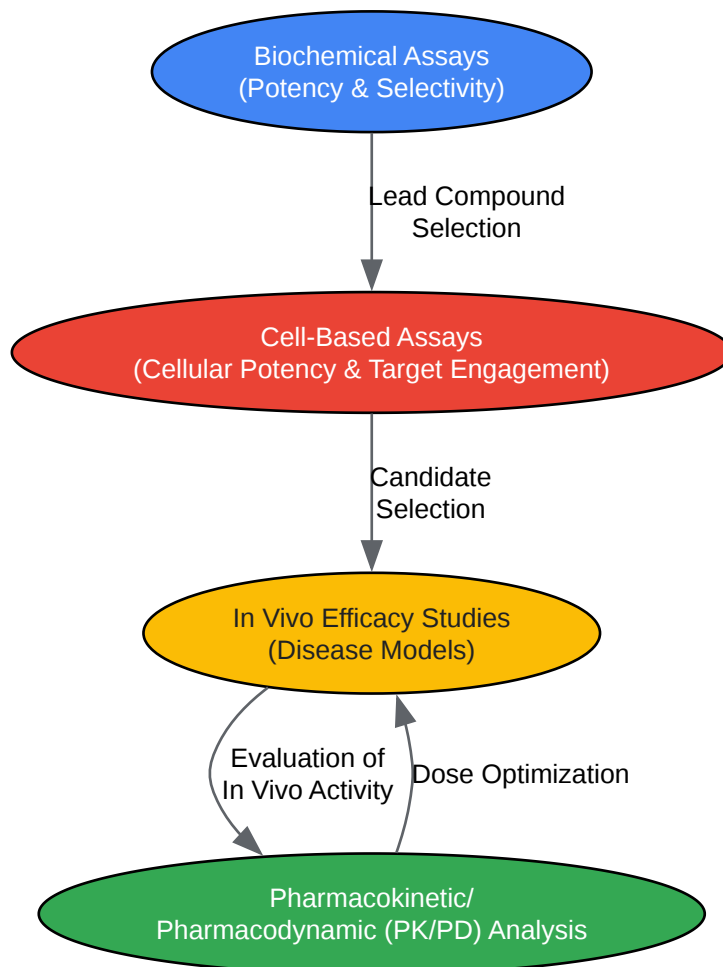 Biochemical Assays
(Potency & Selectivity)
Lead Compound
Selection
Cell-Based Assays
(Cellular Potency & Target Engagement)
Candidate
Selection
In Vivo Efficacy Studies
(Disease Models)
Evaluation of
In Vivo Activity
Dose Optimization
Pharmacokinetic/
Pharmacodynamic (PK/PD) Analysis